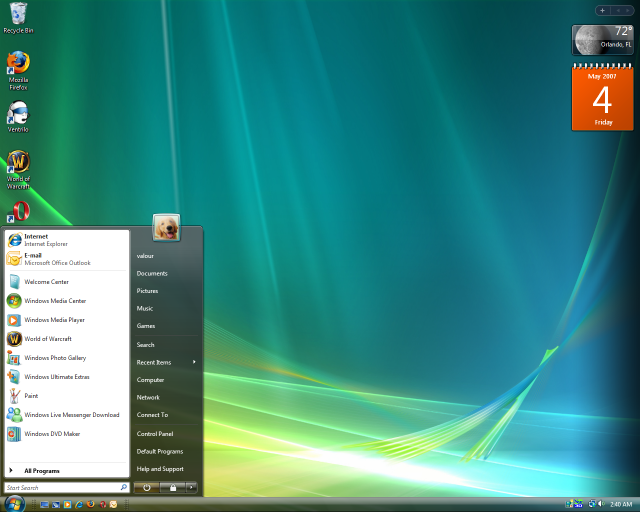 Recycle Bin
Mozilla
Firefox
Ventrilo
World of
Warcraft
72°
Orlando, FL
May 2007
4
Friday
Internet
Internet Explorer
E-mail
Microsoft Office Outlook
Welcome Center
Windows Media Center
Windows Media Player
World of Warcraft
Windows Photo Gallery
Windows Ultimate Extras
Paint
Windows Live Messenger Download
Windows DVD Maker
All Programs
Start Search
valour
Documents
Pictures
Music
Games
Search
Recent Items
Computer
Network
Connect To
Control Panel
Default Programs
Help and Support
2:40 AM